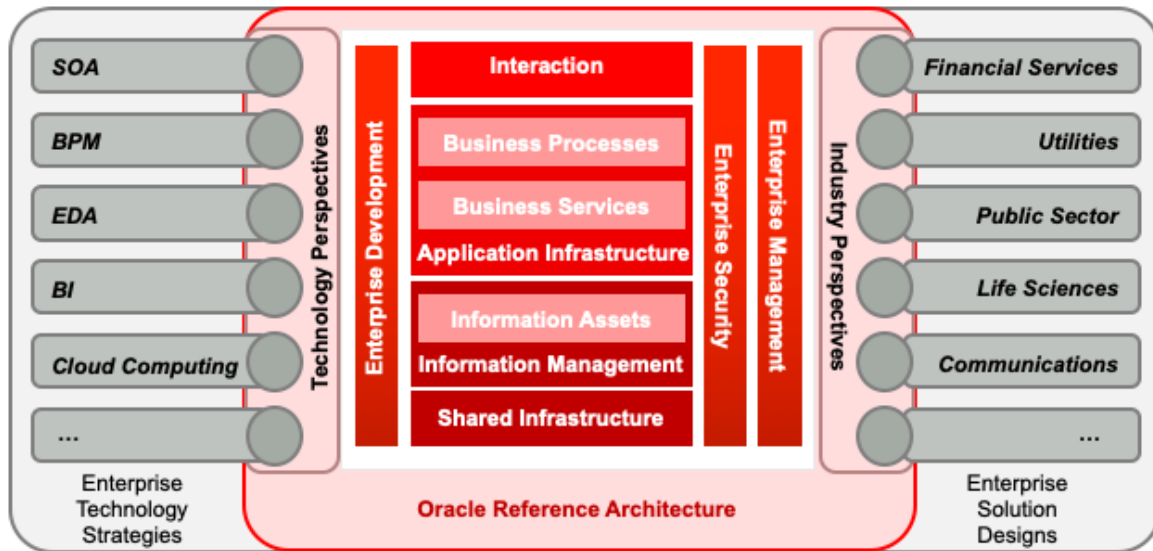 SOA
BPM
EDA
BI
Cloud Computing
...
Enterprise
Technology
Strategies
Technology Perspectives
Enterprise Development
Interaction
Business Processes
Business Services
Application Infrastructure
Information Assets
Information Management
Shared Infrastructure
Enterprise Security
Enterprise Management
Oracle Reference Architecture
Industry Perspectives
Financial Services
Utilities
Public Sector
Life Sciences
Communications
...
Enterprise
Solution
Designs